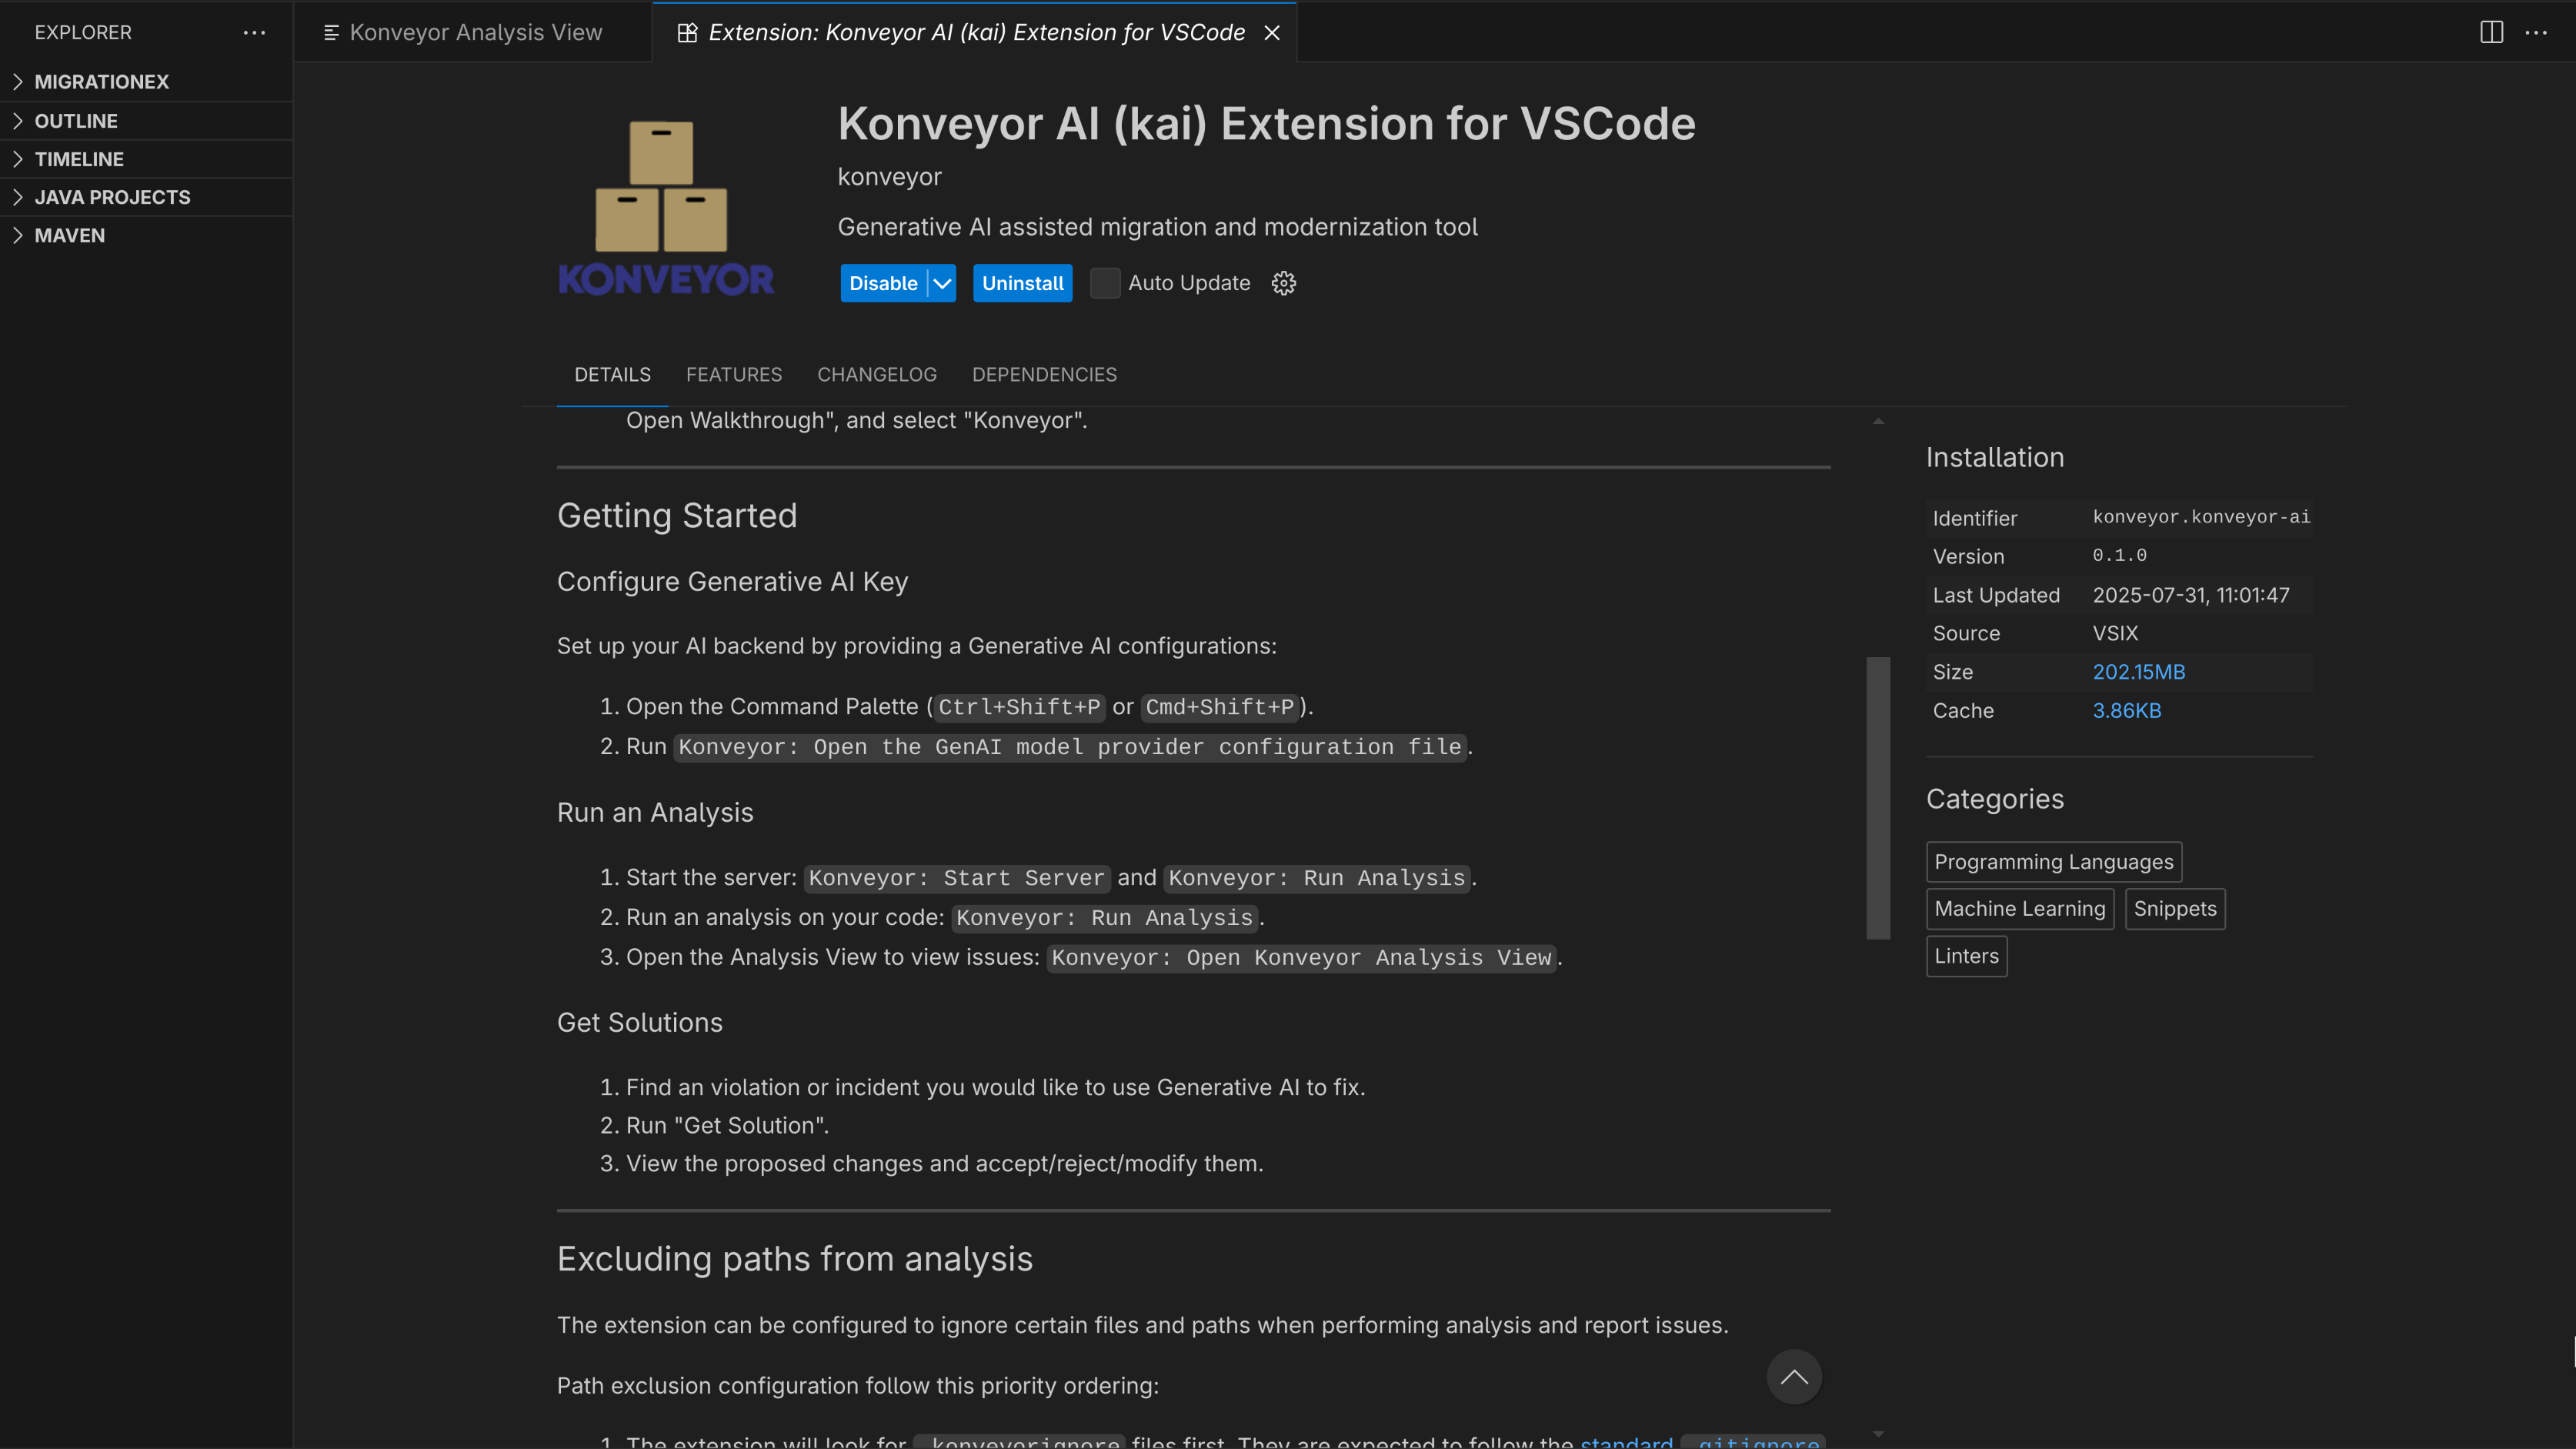 EXPLORER
Konveyor Analysis View
Extension: Konveyor AI (kai) Extension for VSCode
MIGRATIONEX
OUTLINE
TIMELINE
JAVA PROJECTS
MAVEN
KONVEYOR
Konveyor AI (kai) Extension for VSCode
konveyor
Generative AI assisted migration and modernization tool
Disable
Uninstall
Auto Update
DETAILS
FEATURES
CHANGELOG
DEPENDENCIES
Open Walkthrough", and select "Konveyor".
Getting Started
Configure Generative AI Key
Set up your AI backend by providing a Generative AI configurations:
1. Open the Command Palette (Ctrl+Shift+P or Cmd+Shift+P).
2. Run Konveyor: Open the GenAI model provider configuration file.
Run an Analysis
1. Start the server: Konveyor: Start Server and Konveyor: Run Analysis.
2. Run an analysis on your code: Konveyor: Run Analysis.
3. Open the Analysis View to view issues: Konveyor: Open Konveyor Analysis View.
Get Solutions
1. Find an violation or incident you would like to use Generative AI to fix.
2. Run "Get Solution".
3. View the proposed changes and accept/reject/modify them.
Excluding paths from analysis
The extension can be configured to ignore certain files and paths when performing analysis and report issues.
Path exclusion configuration follow this priority ordering:
1. The extension will look for .konveyorignore files first. They are expected to follow the standard .gitignore
Installation
Identifier konveyor.konveyor-ai
Version 0.1.0
Last Updated 2025-07-31, 11:01:47
Source VSIX
Size 202.15MB
Cache 3.86KB
Categories
Programming Languages
Machine Learning Snippets
Linters